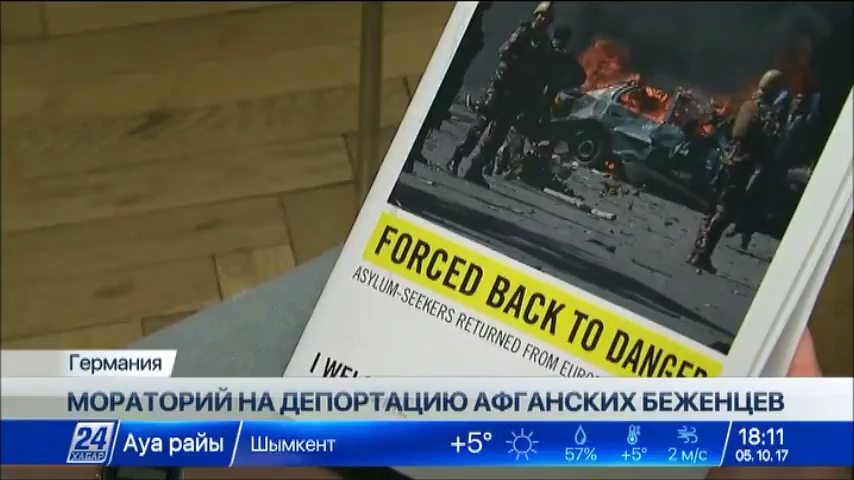 FORCED BACK TO DANGER
ASYLUM-SEEKERS RETURNED FROM
I
Германия
МОРАТОРИЙ НА ДЕПОРТАЦИЮ АФГАНСКИХ БЕЖЕНЦЕВ
24 ХАБАР Ауа райы Шымкент +5° 57% +5° 2 м/с 18:11
05.10.17